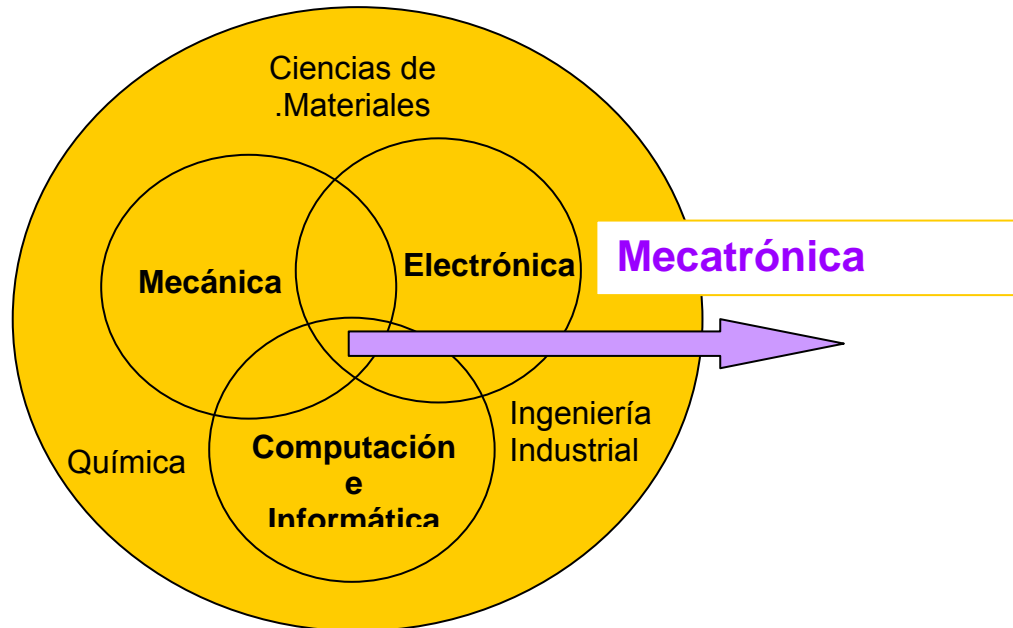 Ciencias de
.Materiales
Mecánica
Electrónica
Mecatrónica
Química
Computación
e
Informática
Ingeniería
Industrial